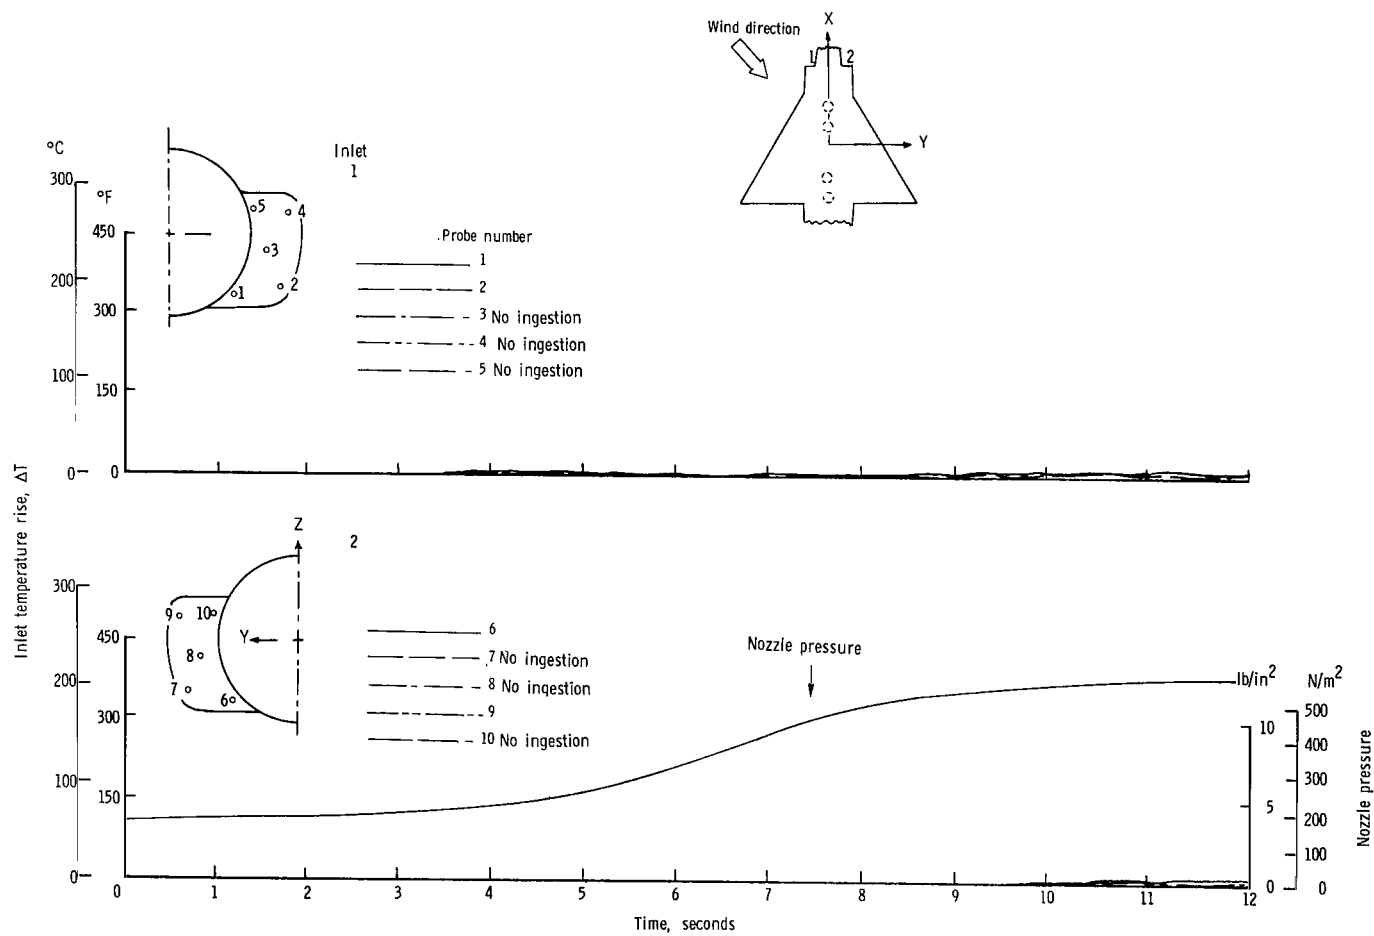 X
Wind direction
1
2
Y
°C
Inlet
1
300
°F
5
4
450
.Probe number
3
1
200
2
1
2
300
3 No ingestion
4 No ingestion
100
5 No ingestion
150
0
0
Inlet temperature rise, ΔT
Z
2
300
9
10
450
Y
6
Nozzle pressure
8
7 No ingestion
200
7
6
8 No ingestion
lb/in²
N/m²
300
9
10
500
10 No ingestion
400
100
300
150
5
200
Nozzle pressure
100
0
0
0
0 1 2 3 4 5 6 7 8 9 10 11 12
Time, seconds